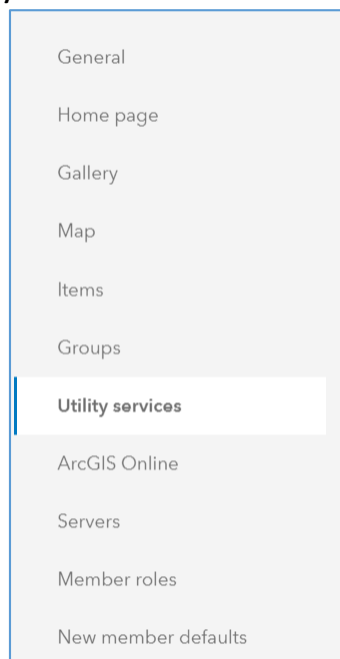 General
Home page
Gallery
Map
Items
Groups
Utility services
ArcGIS Online
Servers
Member roles
New member defaults